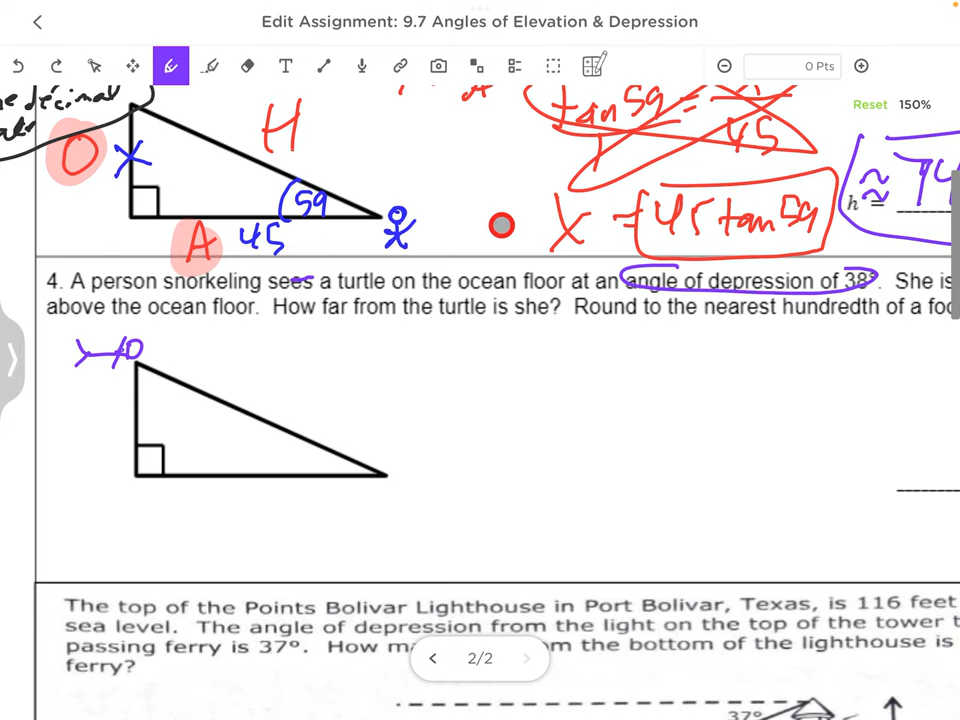 Edit Assignment: 9.7 Angles of Elevation & Depression
0 Pts
Reset 150%
decimal
O X H
59
A 45
tan 59 =
45
X = 45 tan 59
≈ 74
h =
4. A person snorkeling sees a turtle on the ocean floor at an angle of depression of 38°. She is
above the ocean floor. How far from the turtle is she? Round to the nearest hundredth of a foo
The top of the Points Bolivar Lighthouse in Port Bolivar, Texas, is 116 feet
sea level. The angle of depression from the light on the top of the tower t
passing ferry is 37°. How m om the bottom of the lighthouse is
ferry?
2/2
37°